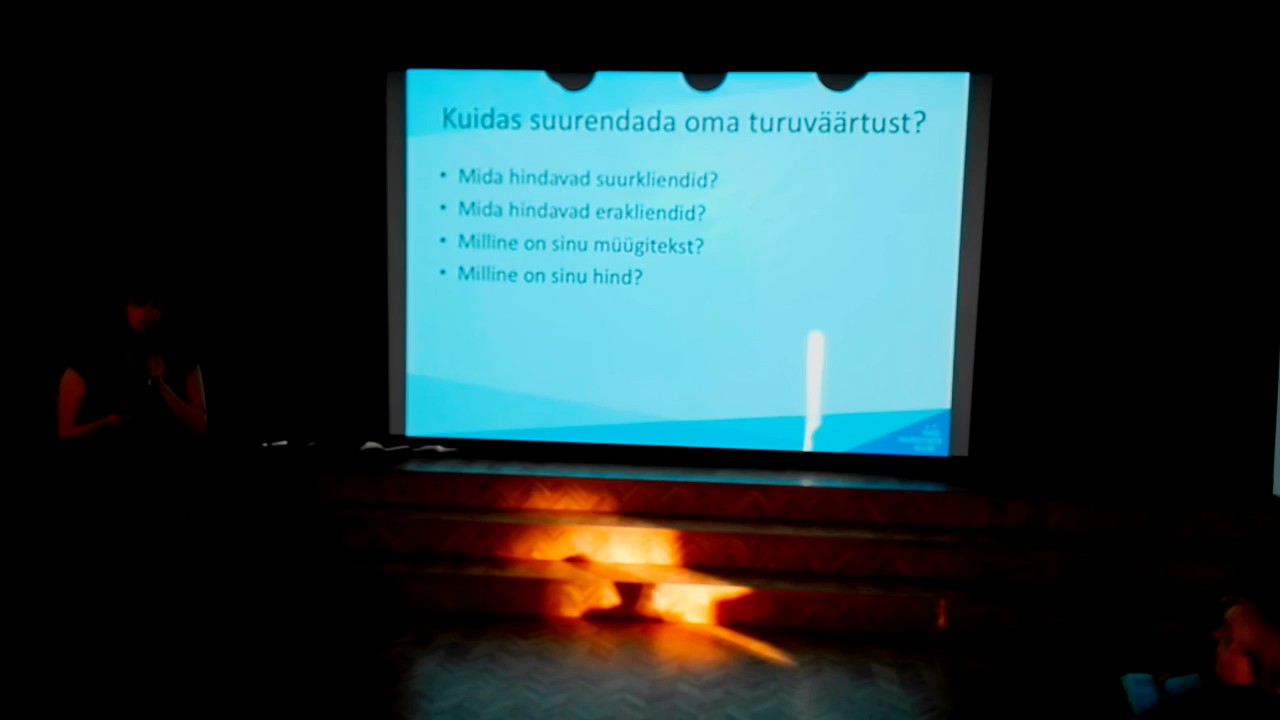 Kuidas suurendada oma turuväärtust?
• Mida hindavad suurkliendid?
• Mida hindavad erakliendid?
• Milline on sinu müügitekst?
• Milline on sinu hind?